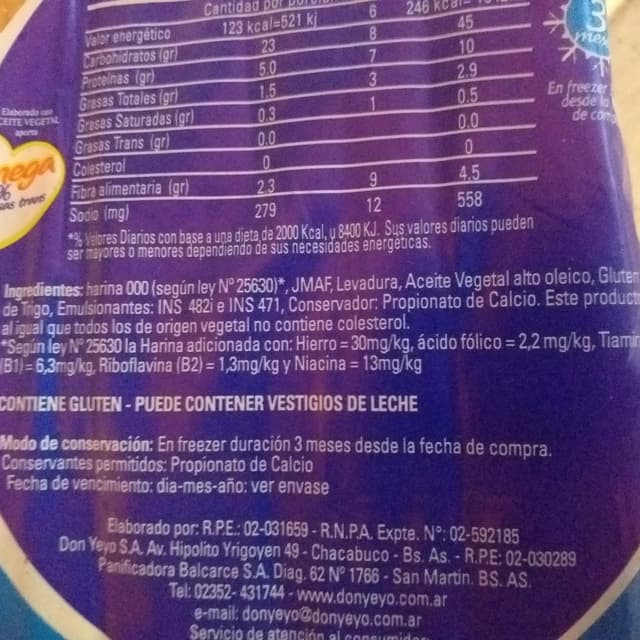 Cantidad por
Valor energético 123 kcal=521 kj 6 246 kcal=
Carbohidratos (gr) 23 8 45
Proteínas (gr) 5.0 7 10
Grasas Totales (gr) 1.5 3 2.9
Grasas Saturadas (gr) 0.3 1 0.5
Grasas Trans (gr) 0.0 0.0
Colesterol 0 0
Fibra alimentaria (gr) 2.3 9 4.5
Sodio (mg) 279 12 558
*% Valores Diarios con base a una dieta de 2000 Kcal, u 8400 KJ. Sus valores diarios pueden
ser mayores o menores dependiendo de sus necesidades energéticas.
Elaborado con
ACEITE VEGETAL
aporta
mega
%
trans
3
En freezer
desde la
de com
Ingredientes: harina 000 (según ley Nº 25630)*, JMAF, Levadura, Aceite Vegetal alto oleico, Gluten
de Trigo, Emulsionantes: INS 482i e INS 471, Conservador: Propionato de Calcio. Este product
al igual que todos los de origen vegetal no contiene colesterol.
*Según ley Nº 25630 la Harina adicionada con: Hierro = 30mg/kg, ácido fólico = 2,2 mg/kg, Tiamin
(B1) = 6,3mg/kg, Riboflavina (B2) = 1,3mg/kg y Niacina = 13mg/kg
CONTIENE GLUTEN - PUEDE CONTENER VESTIGIOS DE LECHE
Modo de conservación: En freezer duración 3 meses desde la fecha de compra.
Conservantes permitidos: Propionato de Calcio
Fecha de vencimiento: dia-mes-año: ver envase
Elaborado por: R.P.E.: 02-031659 - R.N.P.A. Expte. Nº: 02-592185
Don Yeyo S.A. Av. Hipolito Yrigoyen 49 - Chacabuco - Bs. As. - R.P.E: 02-030289
Panificadora Balcarce S.A. Diag. 62 Nº 1766 - San Martin. BS. AS.
Tel: 02352- 431744 - www.donyeyo.com.ar
e-mail: donyeyo@donyeyo.com.ar
Servicio de atención al consumidor